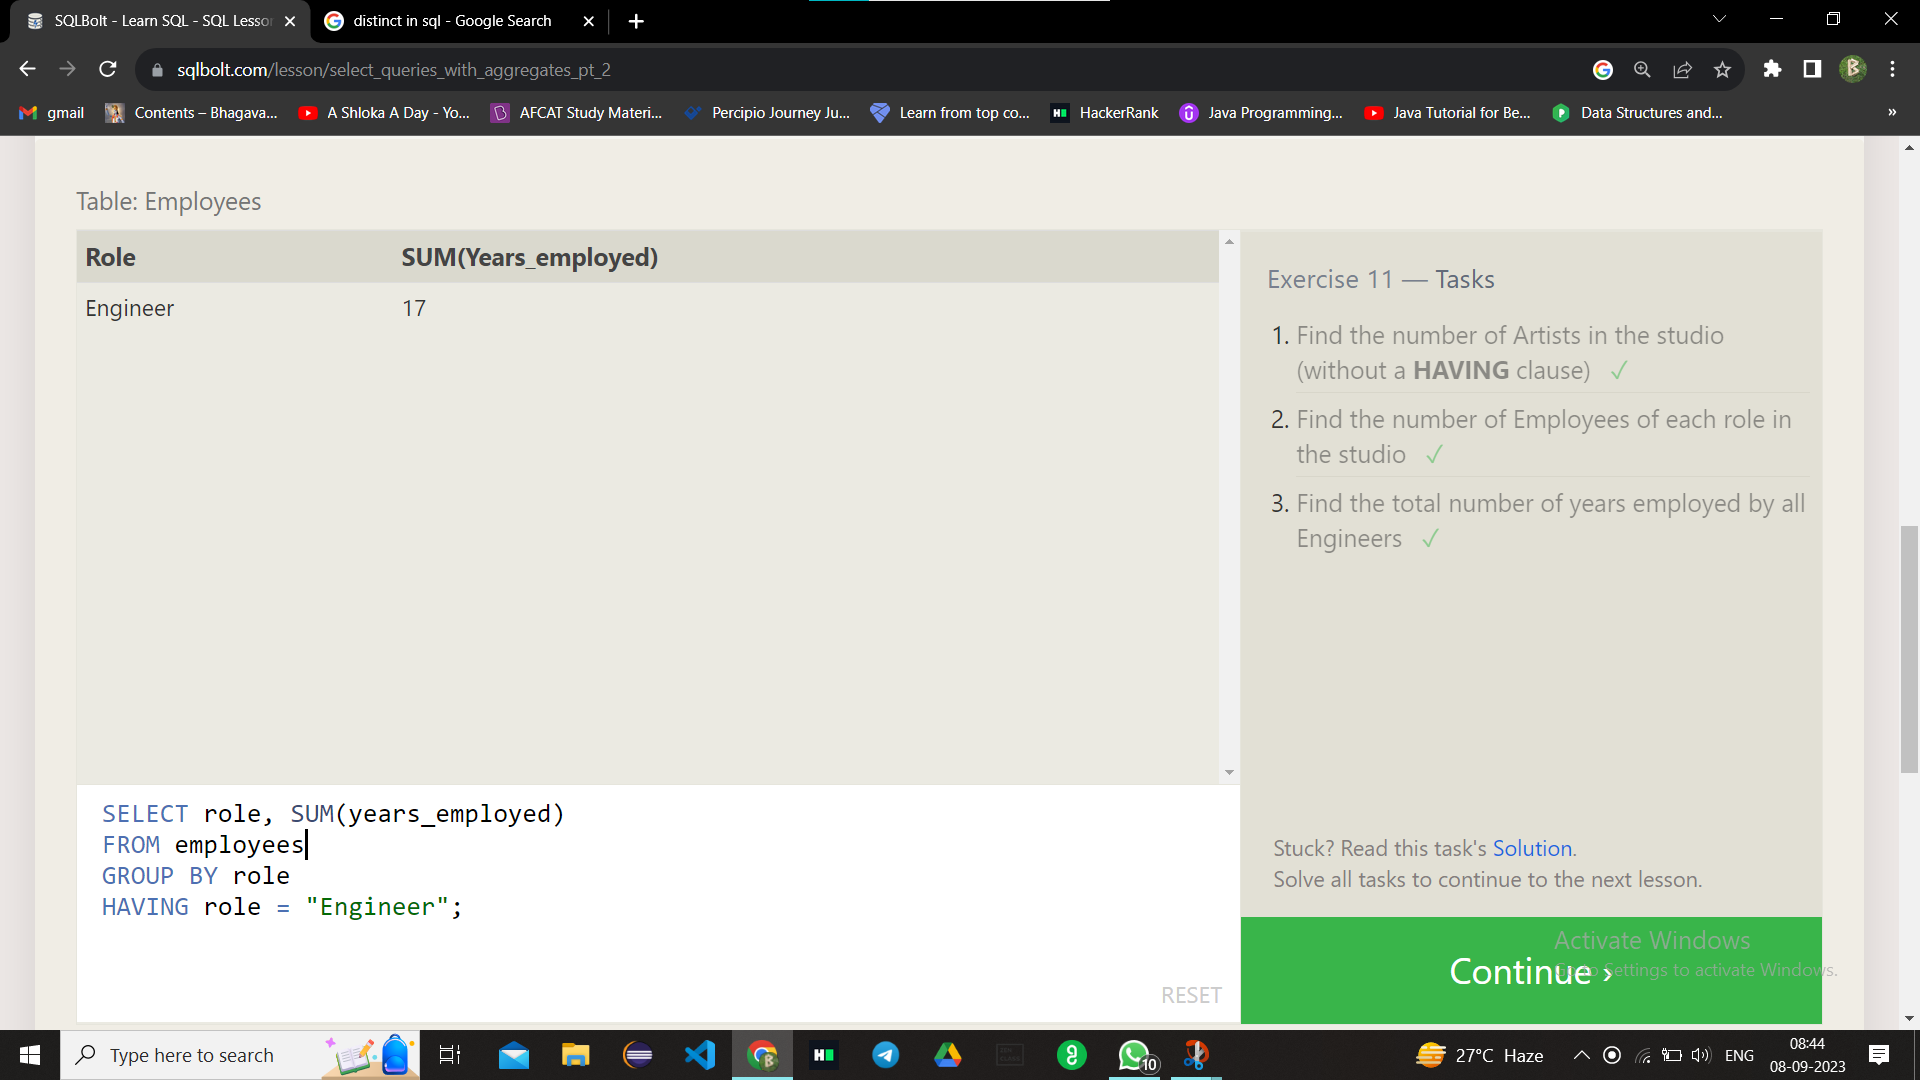 SQLBolt - Learn SQL - SQL Lesson
distinct in sql - Google Search
sqlbolt.com/lesson/select_queries_with_aggregates_pt_2
gmail
Contents – Bhagava...
A Shloka A Day - Yo...
AFCAT Study Materi...
Percipio Journey Ju...
Learn from top co...
HackerRank
Java Programming...
Java Tutorial for Be...
Data Structures and...
»
Table: Employees
Role SUM(Years_employed)
Engineer 17
Exercise 11 — Tasks
1. Find the number of Artists in the studio
(without a HAVING clause) ✓
2. Find the number of Employees of each role in
the studio ✓
3. Find the total number of years employed by all
Engineers ✓
SELECT role, SUM(years_employed)
FROM employees
GROUP BY role
HAVING role = "Engineer";
RESET
Stuck? Read this task's Solution.
Solve all tasks to continue to the next lesson.
Continue ›
Activate Windows
Go to Settings to activate Windows.
Type here to search
10
27°C Haze
ENG
08:44
08-09-2023